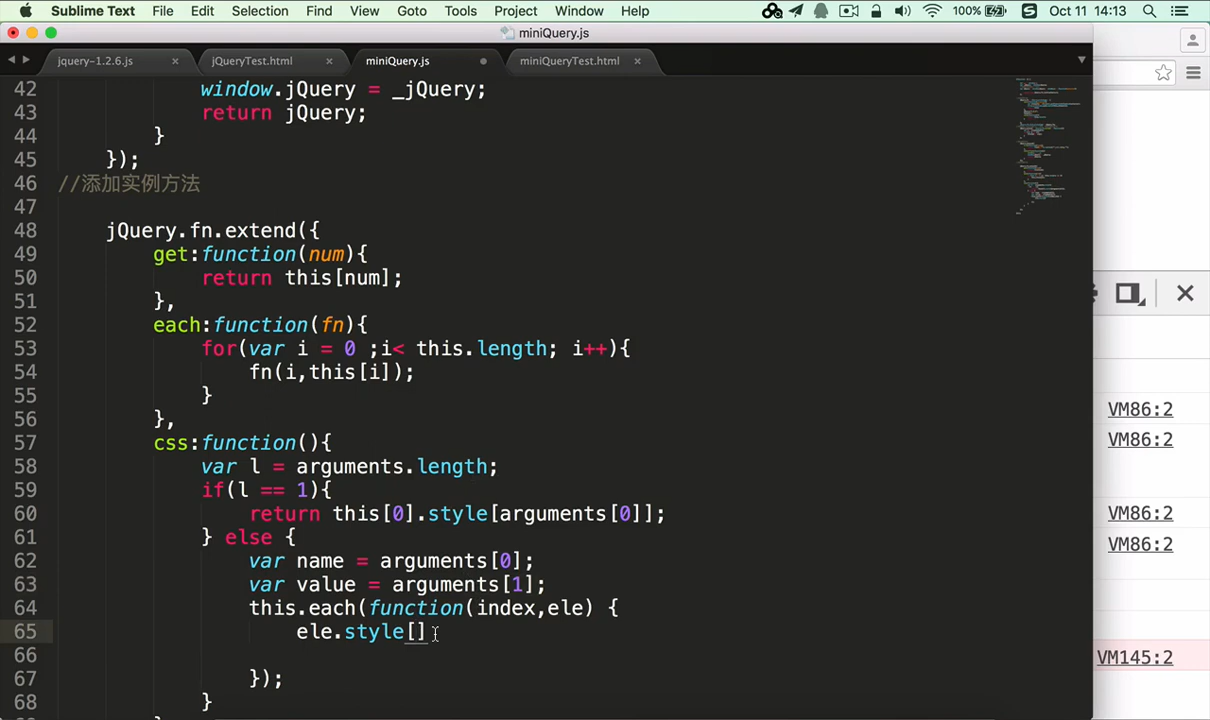 Sublime Text File Edit Selection Find View Goto Tools Project Window Help 100% Oct 11 14:13
miniQuery.js
jquery-1.2.6.js jQueryTest.html miniQuery.js miniQueryTest.html
42 window.jQuery = _jQuery;
43 return jQuery;
44 }
45 });
46 //添加实例方法
47
48 jQuery.fn.extend({
49 get:function(num){
50 return this[num];
51 },
52 each:function(fn){
53 for(var i = 0 ;i< this.length; i++){
54 fn(i,this[i]);
55 }
56 },
57 css:function(){
58 var l = arguments.length;
59 if(l == 1){
60 return this[0].style[arguments[0]];
61 } else {
62 var name = arguments[0];
63 var value = arguments[1];
64 this.each(function(index,ele) {
65 ele.style[]
66
67 });
68 }
VM86:2
VM86:2
VM86:2
VM86:2
VM145:2